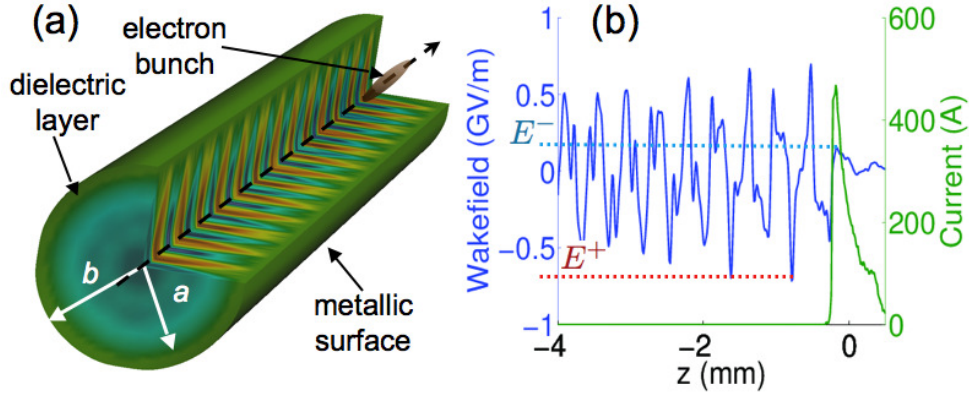 (a)
electron
bunch
dielectric
layer
b
a
metallic
surface
(b)
Wakefield (GV/m)
1
0.5
0
-0.5
-1
E⁻
E⁺
-4
-2
0
z (mm)
600
400
200
0
Current (A)